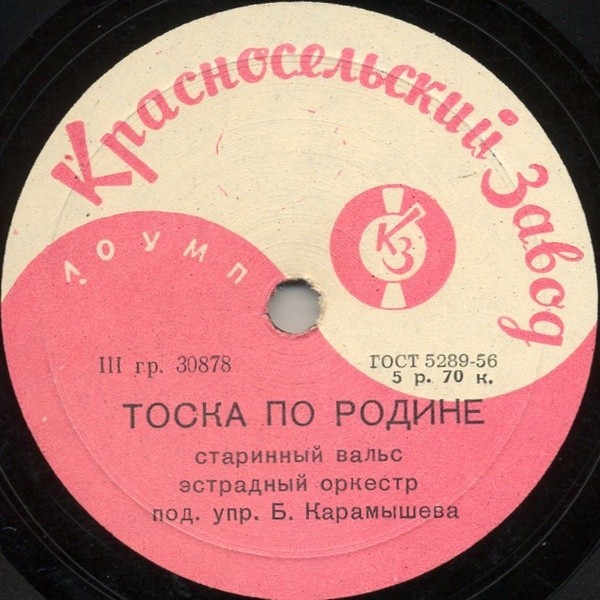 Красносельский Завод
ЛОУМП
КЗ
III гр. 30878
ГОСТ 5289-56
5 р. 70 к.
ТОСКА ПО РОДИНЕ
старинный вальс
эстрадный оркестр
под. упр. Б. Карамышева